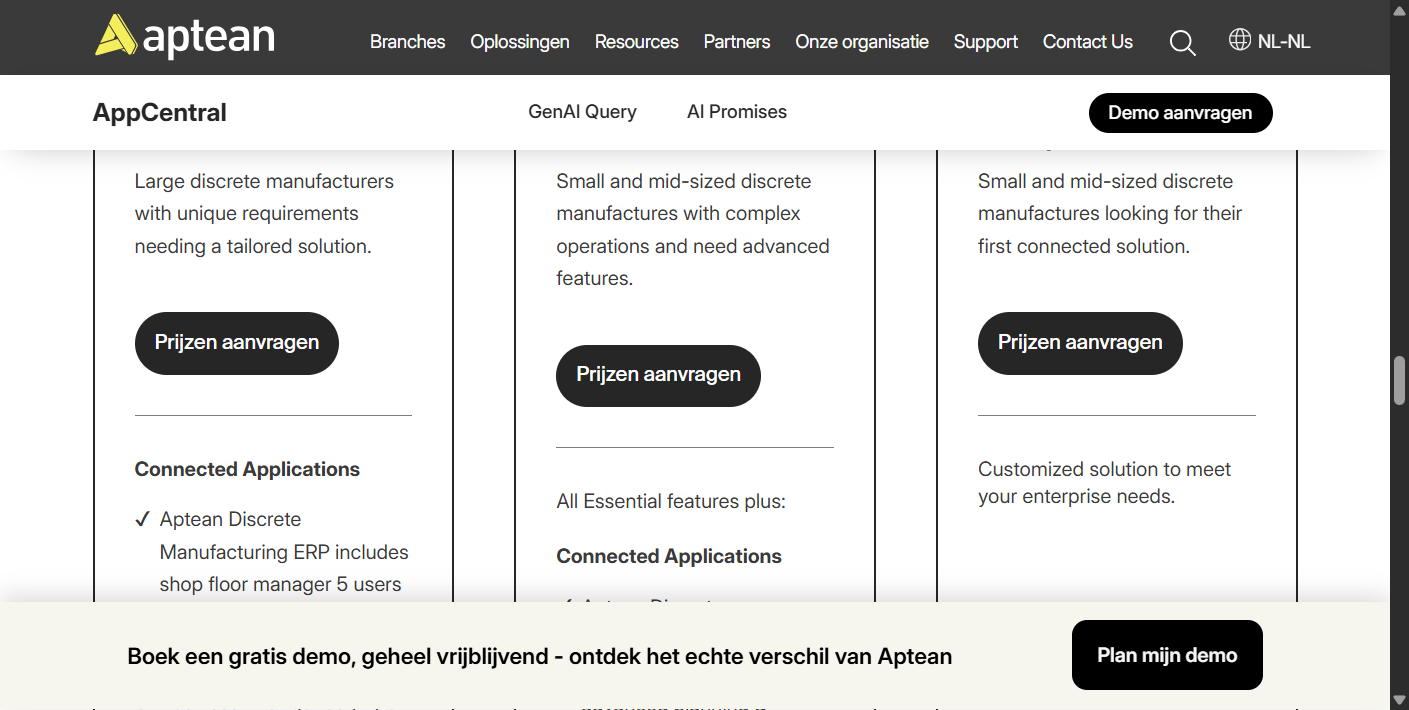 aptean
Branches Oplossingen Resources Partners Onze organisatie Support Contact Us NL-NL
AppCentral
GenAI Query AI Promises
Demo aanvragen
Large discrete manufacturers
with unique requirements
needing a tailored solution.
Prijzen aanvragen
Connected Applications
✓ Aptean Discrete
Manufacturing ERP includes
shop floor manager 5 users
Small and mid-sized discrete
manufactures with complex
operations and need advanced
features.
Prijzen aanvragen
All Essential features plus:
Connected Applications
Small and mid-sized discrete
manufactures looking for their
first connected solution.
Prijzen aanvragen
Customized solution to meet
your enterprise needs.
Boek een gratis demo, geheel vrijblijvend - ontdek het echte verschil van Aptean
Plan mijn demo